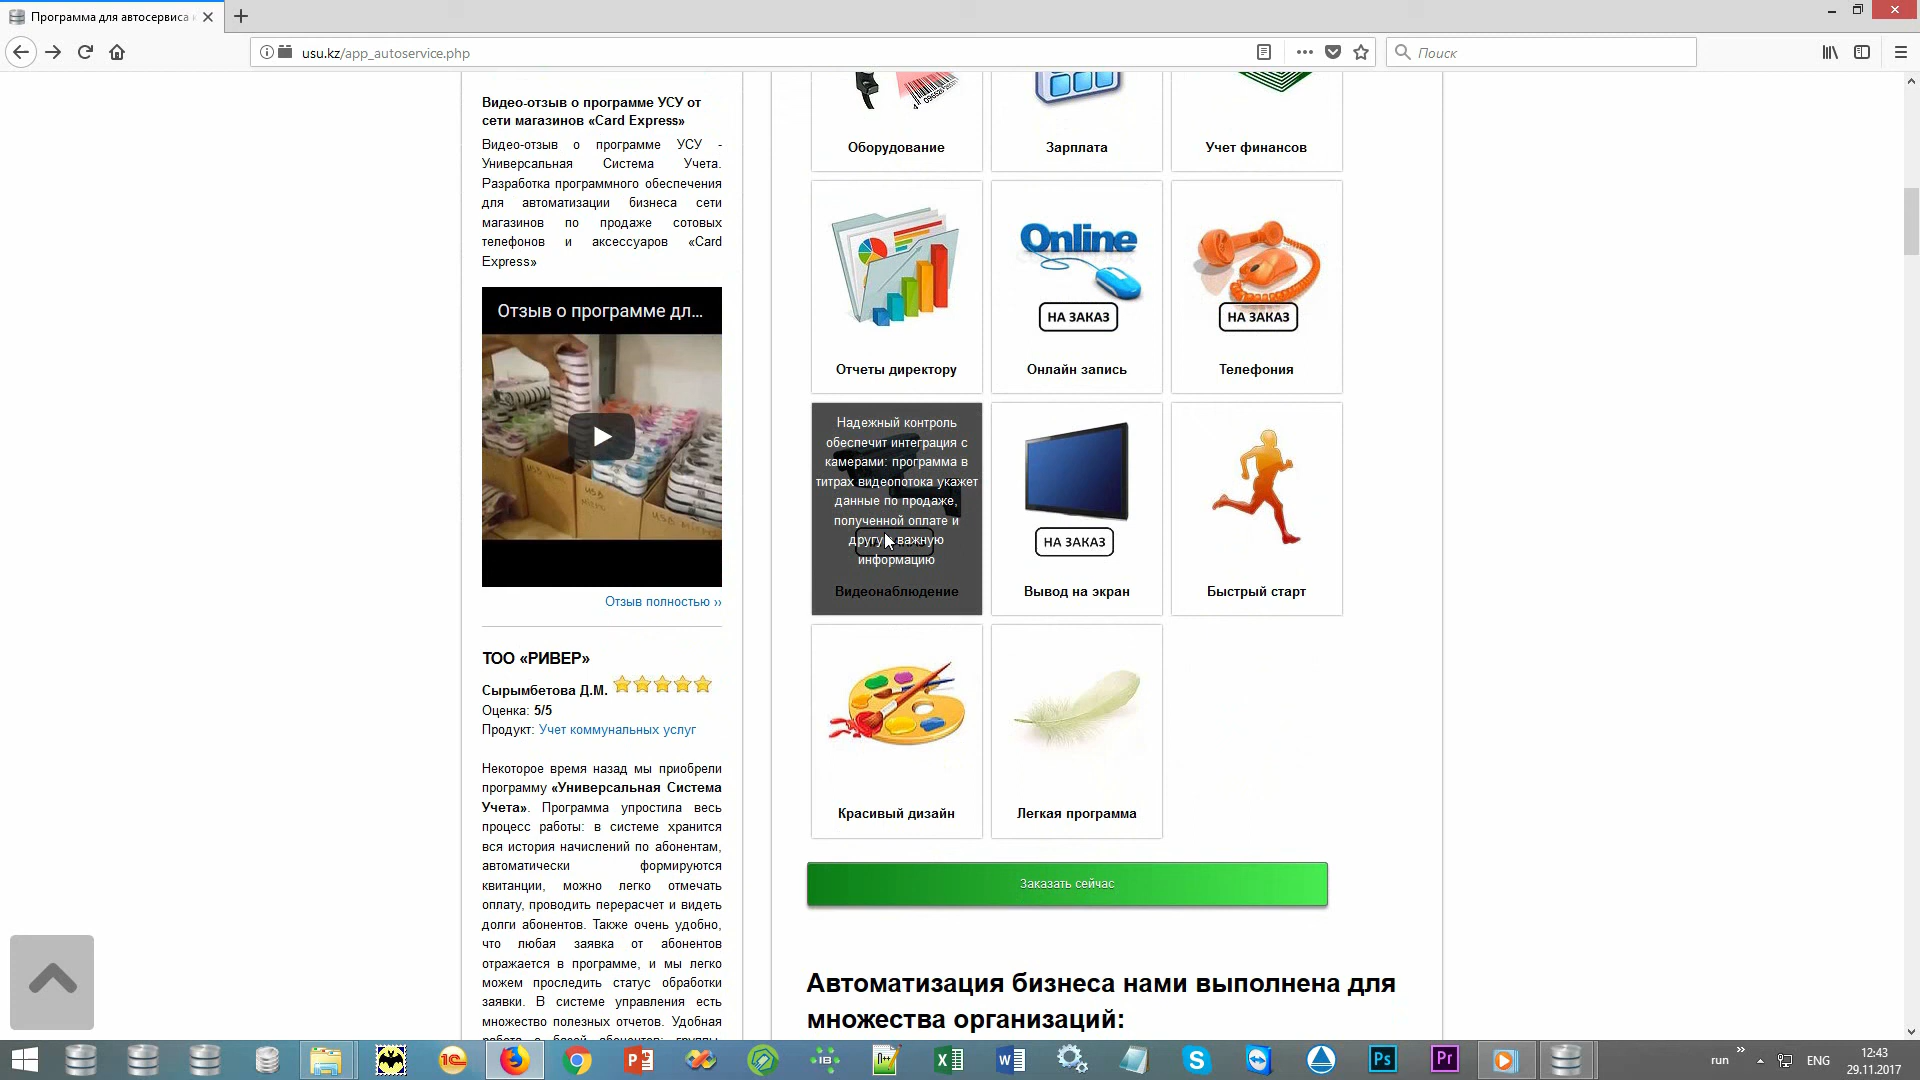 Программа для автосервиса
usu.kz/app_autoservice.php
Поиск
Видео-отзыв о программе УСУ от
сети магазинов «Card Express»
Видео-отзыв о программе УСУ -
Универсальная Система Учета.
Разработка программного обеспечения
для автоматизации бизнеса сети
магазинов по продаже сотовых
телефонов и аксессуаров «Card
Express»
Отзыв о программе дл...
USB
USB
Отзыв полностью ››
ТОО «РИВЕР»
Сырымбетова Д.М.
Оценка: 5/5
Продукт: Учет коммунальных услуг
Некоторое время назад мы приобрели
программу «Универсальная Система
Учета». Программа упростила весь
процесс работы: в системе хранится
вся история начислений по абонентам,
автоматически формируются
квитанции, можно легко отмечать
оплату, проводить перерасчет и видеть
долги абонентов. Также очень удобно,
что любая заявка от абонентов
отражается в программе, и мы легко
можем проследить статус обработки
заявки. В системе управления есть
множество полезных отчетов. Удобная
Оборудование
Зарплата
Учет финансов
Отчеты директору
Online
НА ЗАКАЗ
Онлайн запись
НА ЗАКАЗ
Телефония
Надежный контроль
обеспечит интеграция с
камерами: программа в
титрах видеопотока укажет
данные по продаже,
полученной оплате и
другую важную
информацию
Видеонаблюдение
НА ЗАКАЗ
Вывод на экран
Быстрый старт
Красивый дизайн
Легкая программа
Заказать сейчас
Автоматизация бизнеса нами выполнена для
множества организаций:
run
ENG
12:43
29.11.2017